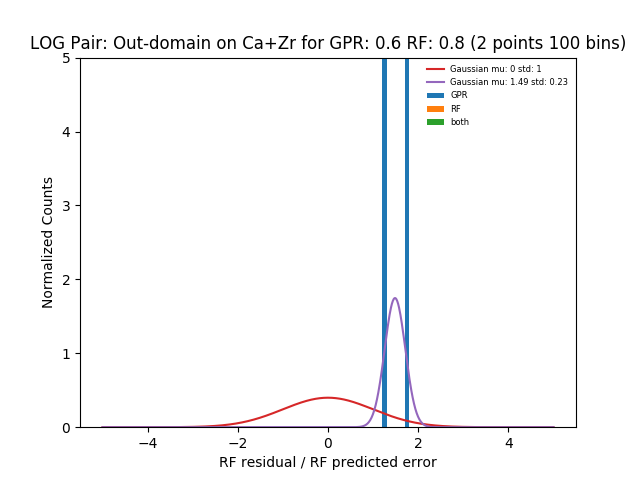 LOG Pair: Out-domain on Ca+Zr for GPR: 0.6 RF: 0.8 (2 points 100 bins)
Gaussian mu: 0 std: 1
Gaussian mu: 1.49 std: 0.23
GPR
RF
both
Normalized Counts
5
4
3
2
1
0
−4
−2
0
2
4
RF residual / RF predicted error